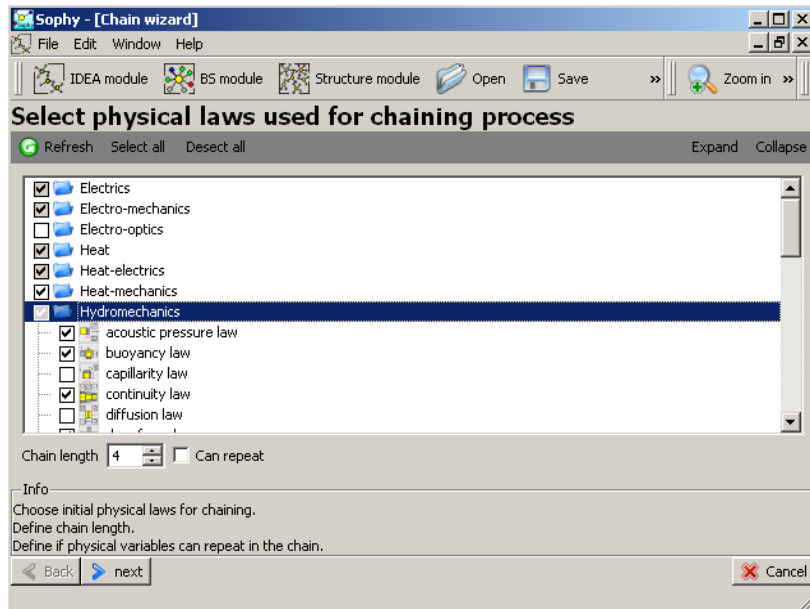 Sophy - [Chain wizard]
File Edit Window Help
IDEA module BS module Structure module Open Save » Zoom in »
Select physical laws used for chaining process
Refresh Select all Desect all Expand Collapse
Electrics
Electro-mechanics
Electro-optics
Heat
Heat-electrics
Heat-mechanics
Hydromechanics
acoustic pressure law
buoyancy law
capillarity law
continuity law
diffusion law
Chain length 4 Can repeat
Info
Choose initial physical laws for chaining.
Define chain length.
Define if physical variables can repeat in the chain.
Back next Cancel